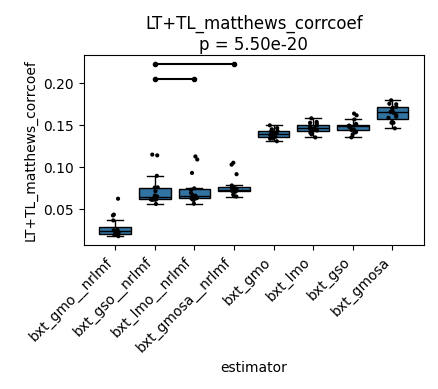 LT+TL_matthews_corrcoef
p = 5.50e-20
LT+TL_matthews_corrcoef
0.20
0.15
0.10
0.05
bxt_gmo__nrlmf
bxt_gso__nrlmf
bxt_lmo__nrlmf
bxt_gmosa__nrlmf
bxt_gmo
bxt_lmo
bxt_gso
bxt_gmosa
estimator